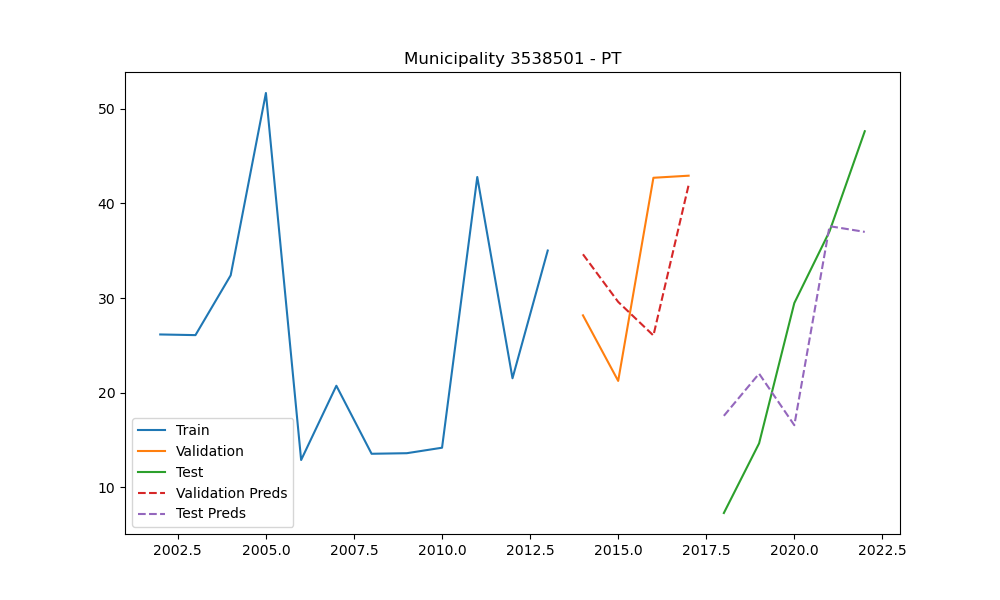 Municipality 3538501 - PT
50
40
30
20
10
Train
Validation
Test
Validation Preds
Test Preds
2002.5 2005.0 2007.5 2010.0 2012.5 2015.0 2017.5 2020.0 2022.5